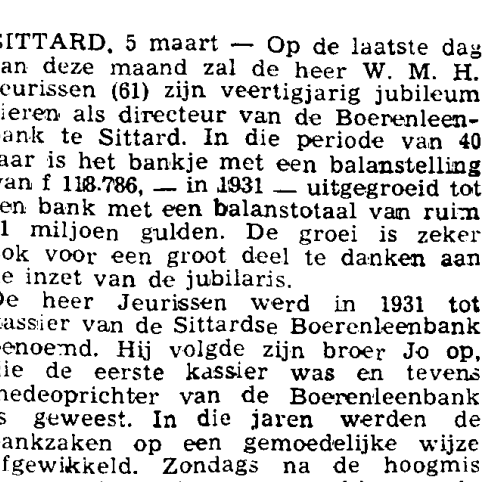 SITTARD, 5 maart — Op de laatste dag
an deze maand zal de heer W. M. H.
eurissen (61) zijn veertigjarig jubileum
ieren als directeur van de Boerenleen-
bank te Sittard. In die periode van 40
aar is het bankje met een balanstelling
van f 118.786, — in 1931 — uitgegroeid tot
en bank met een balanstotaal van ruim
1 miljoen gulden. De groei is zeker
ok voor een groot deel te danken aan
e inzet van de jubilaris.
De heer Jeurissen werd in 1931 tot
kassier van de Sittardse Boerenleenbank
enoemd. Hij volgde zijn broer Jo op,
ie de eerste kassier was en tevens
medeoprichter van de Boerenleenbank
s geweest. In die jaren werden de
ankzaken op een gemoedelijke wijze
fgewikkeld. Zondags na de hoogmis